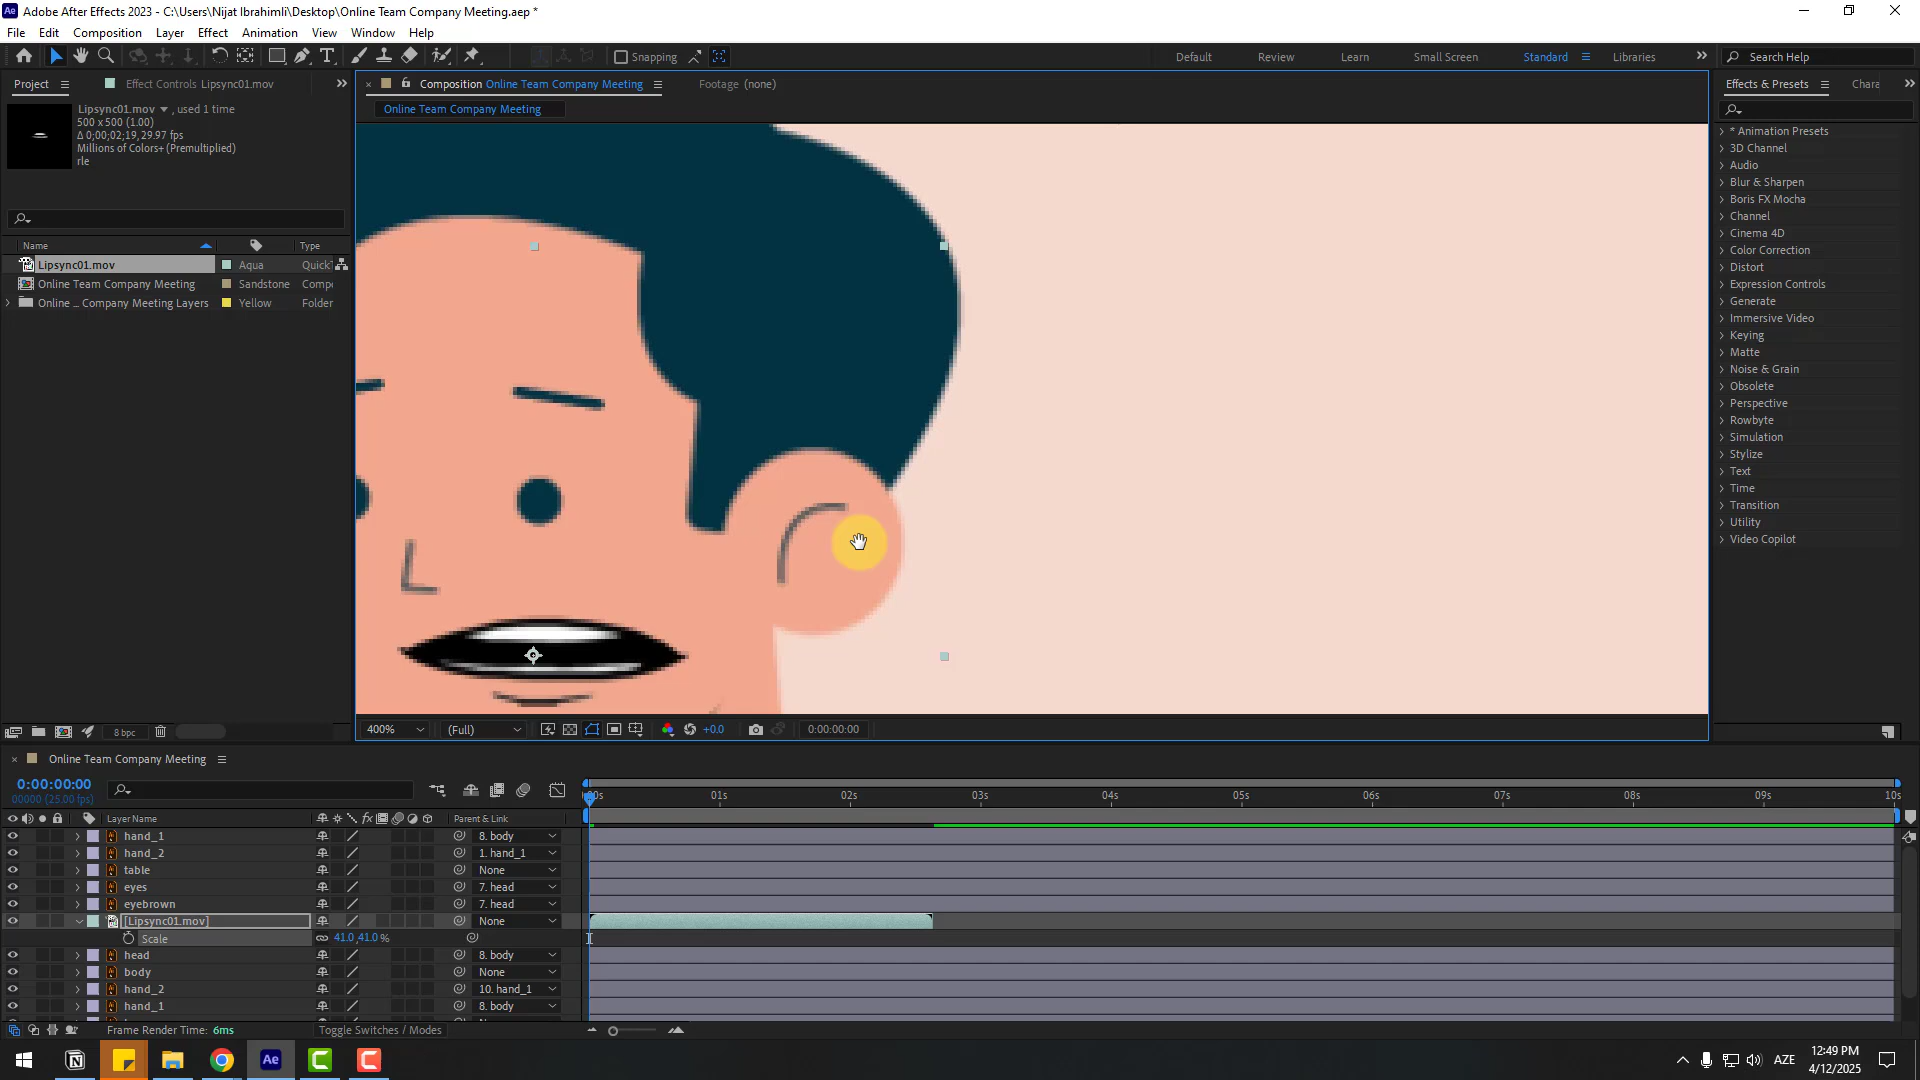 Adobe After Effects 2023 - C:\Users\Nijat Ibrahimli\Desktop\Online Team Company Meeting.aep *
File Edit Composition Layer Effect Animation View Window Help
Snapping
Default Review Learn Small Screen Standard Libraries
Search Help
Project
Effect Controls Lipsync01.mov
Composition Online Team Company Meeting
Footage (none)
Effects & Presets
Chara
Online Team Company Meeting
Lipsync01.mov , used 1 time
500 x 500 (1.00)
Δ 0;00;02;19, 29.97 fps
Millions of Colors+ (Premultiplied)
rle
Name Type
Lipsync01.mov Aqua Quick
Online Team Company Meeting Sandstone Compo
Online ... Company Meeting Layers Yellow Folder
* Animation Presets
3D Channel
Audio
Blur & Sharpen
Boris FX Mocha
Channel
Cinema 4D
Color Correction
Distort
Expression Controls
Generate
Immersive Video
Keying
Matte
Noise & Grain
Obsolete
Perspective
Rowbyte
Simulation
Stylize
Text
Time
Transition
Utility
Video Copilot
8 bpc
400%
(Full)
+0.0
0:00:00:00
Online Team Company Meeting
0:00:00:00
00000 (25.00 fps)
00s 01s 02s 03s 04s 05s 06s 07s 08s 09s 10s
Layer Name
fx
Parent & Link
hand_1 8. body
hand_2 1. hand_1
table None
eyes 7. head
eyebrown 7. head
[Lipsync01.mov] None
Scale 41.0,41.0 %
head 8. body
body None
hand_2 10. hand_1
hand_1 8. body
Frame Render Time: 6ms
Toggle Switches / Modes
AZE
12:49 PM
4/12/2025